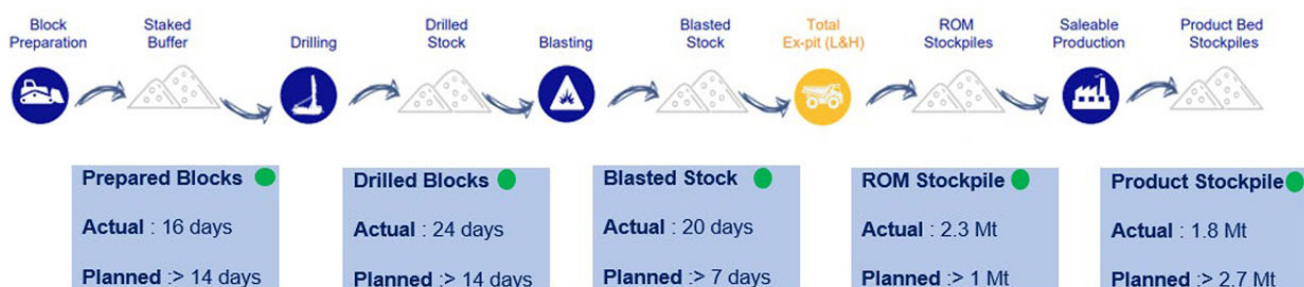 Block
Preparation
Staked
Buffer
Drilling
Drilled
Stock
Blasting
Blasted
Stock
Total
Ex-pit (L&H)
ROM
Stockpiles
Saleable
Production
Product Bed
Stockpiles
Prepared Blocks
Actual : 16 days
Planned :> 14 days
Drilled Blocks
Actual : 24 days
Planned :> 14 days
Blasted Stock
Actual : 20 days
Planned :> 7 days
ROM Stockpile
Actual : 2.3 Mt
Planned :> 1 Mt
Product Stockpile
Actual : 1.8 Mt
Planned :> 2.7 Mt